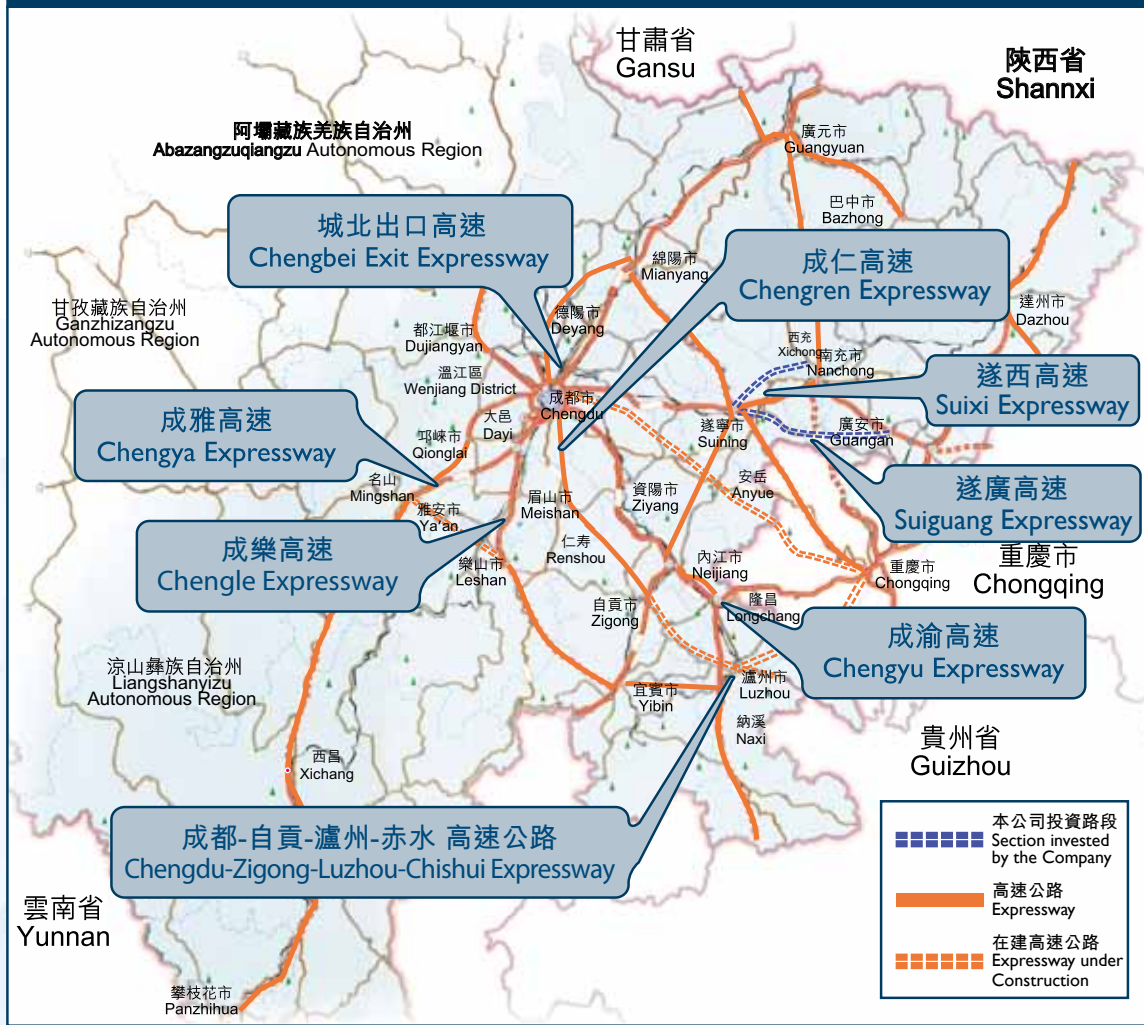 甘肅省
Gansu
陝西省
Shannxi
阿壩藏族羌族自治州
Abazangzuqiangzu Autonomous Region
廣元市
Guangyuan
巴中市
Bazhong
城北出口高速
Chengbei Exit Expressway
綿陽市
Mianyang
成仁高速
Chengren Expressway
甘孜藏族自治州
Ganzhizangzu
Autonomous Region
都江堰市
Dujiangyan
德陽市
Deyang
達州市
Dazhou
西充
Xichong
南充市
Nanchong
溫江區
Wenjiang District
成都市
Chengdu
遂西高速
Suixi Expressway
成雅高速
Chengya Expressway
大邑
Dayi
邛崍市
Qionglai
遂寧市
Suining
廣安市
Guangan
名山
Mingshan
雅安市
Ya'an
眉山市
Meishan
資陽市
Ziyang
安岳
Anyue
遂廣高速
Suiguang Expressway
成樂高速
Chengle Expressway
樂山市
Leshan
仁寿
Renshou
內江市
Neijiang
重慶市
Chongqing
重慶市
Chongqing
自貢市
Zigong
隆昌
Longchang
成渝高速
Chengyu Expressway
涼山彝族自治州
Liangshanyizu
Autonomous Region
宜賓市
Yibin
瀘州市
Luzhou
納溪
Naxi
西昌
Xichang
貴州省
Guizhou
成都-自貢-瀘州-赤水 高速公路
Chengdu-Zigong-Luzhou-Chishui Expressway
雲南省
Yunnan
攀枝花市
Panzhihua
本公司投資路段
Section invested
by the Company
高速公路
Expressway
在建高速公路
Expressway under
Construction